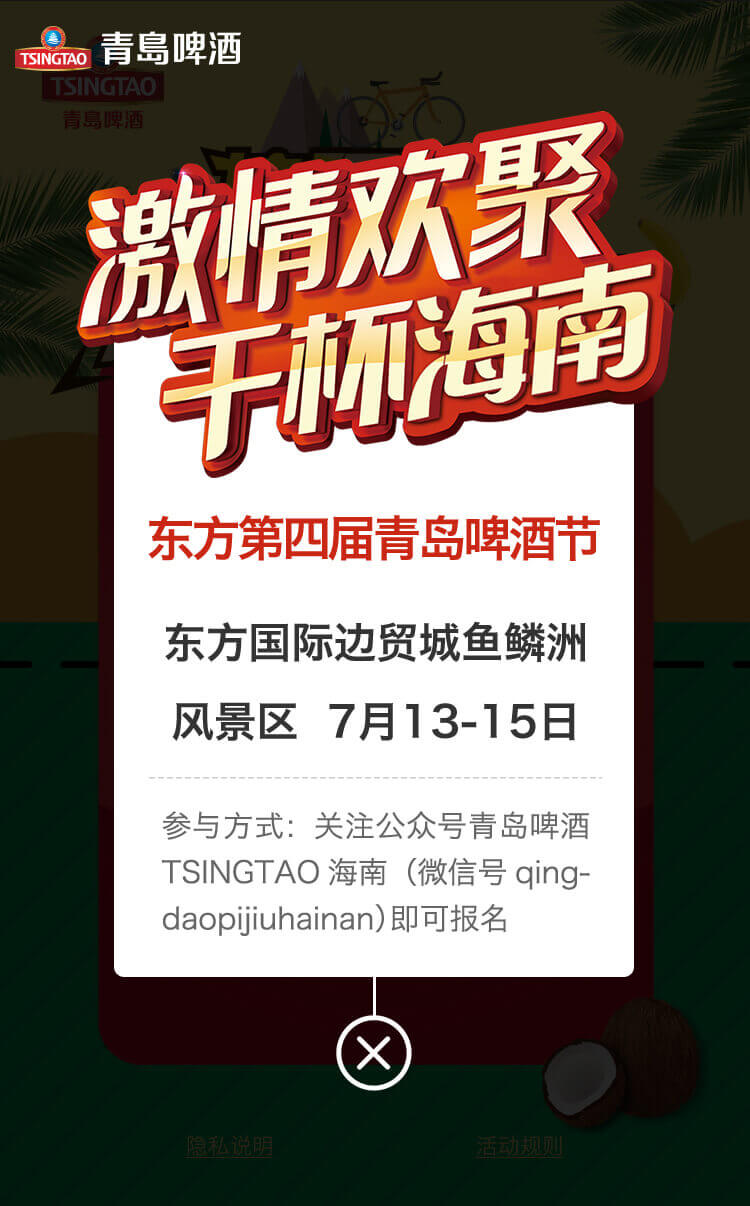 TSINGTAO 青島啤酒
TSINGTAO
青島啤酒
激情欢聚
干杯海南
东方第四届青岛啤酒节
东方国际边贸城鱼鳞洲
风景区 7月13-15日
参与方式：关注公众号青岛啤酒
TSINGTAO 海南（微信号 qing-
daopijiuhainan）即可报名
隐私说明 活动规则